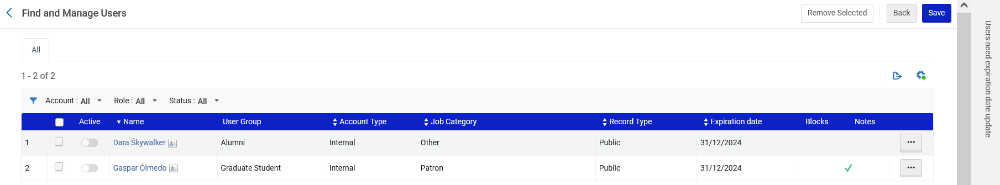 Find and Manage Users
Remove Selected Back Save
All
1 - 2 of 2
Account : All Role : All Status : All
Active Name User Group Account Type Job Category Record Type Expiration date Blocks Notes
1 Dara Śkywalker Alumni Internal Other Public 31/12/2024
2 Gaspar Ólmedo Graduate Student Internal Patron Public 31/12/2024
Users need expiration date update